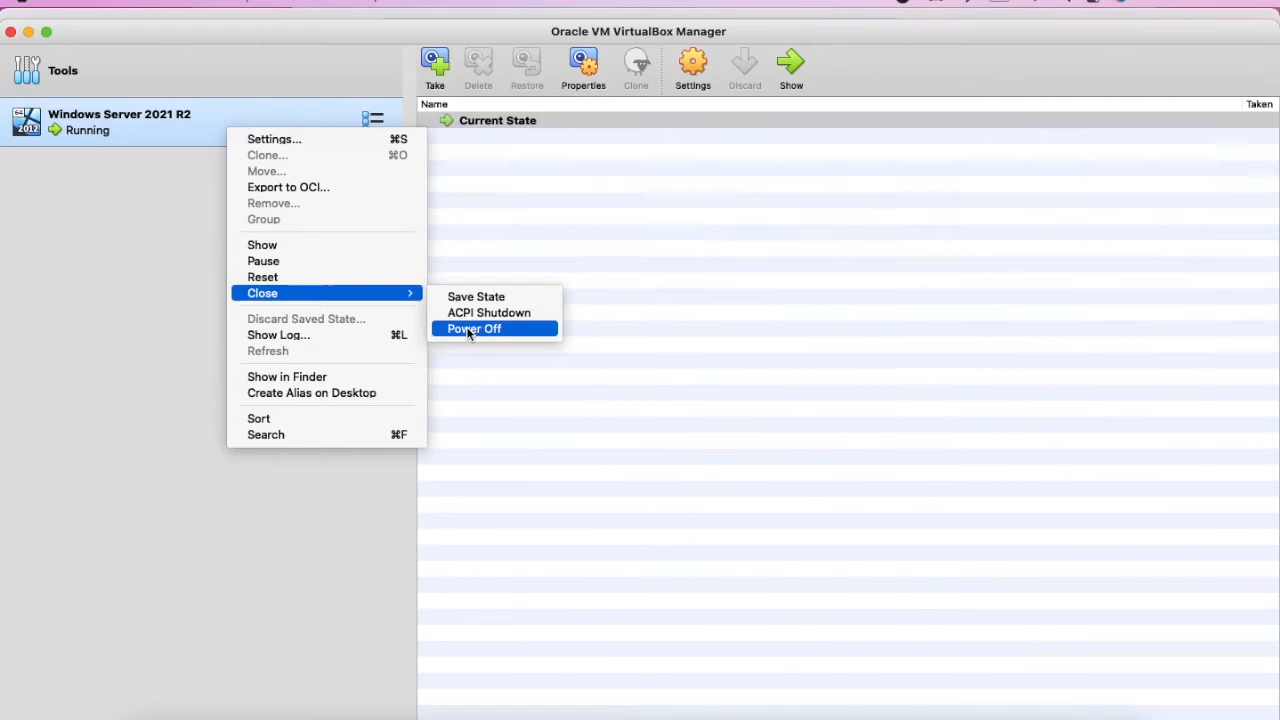 Oracle VM VirtualBox Manager
Tools
Take
Delete
Restore
Properties
Clone
Settings
Discard
Show
Name
Taken
64
2012
Windows Server 2021 R2
Running
Current State
Settings... ⌘S
Clone... ⌘O
Move...
Export to OCI...
Remove...
Group
Show
Pause
Reset
Close
Save State
ACPI Shutdown
Power Off
Discard Saved State...
Show Log... ⌘L
Refresh
Show in Finder
Create Alias on Desktop
Sort
Search ⌘F